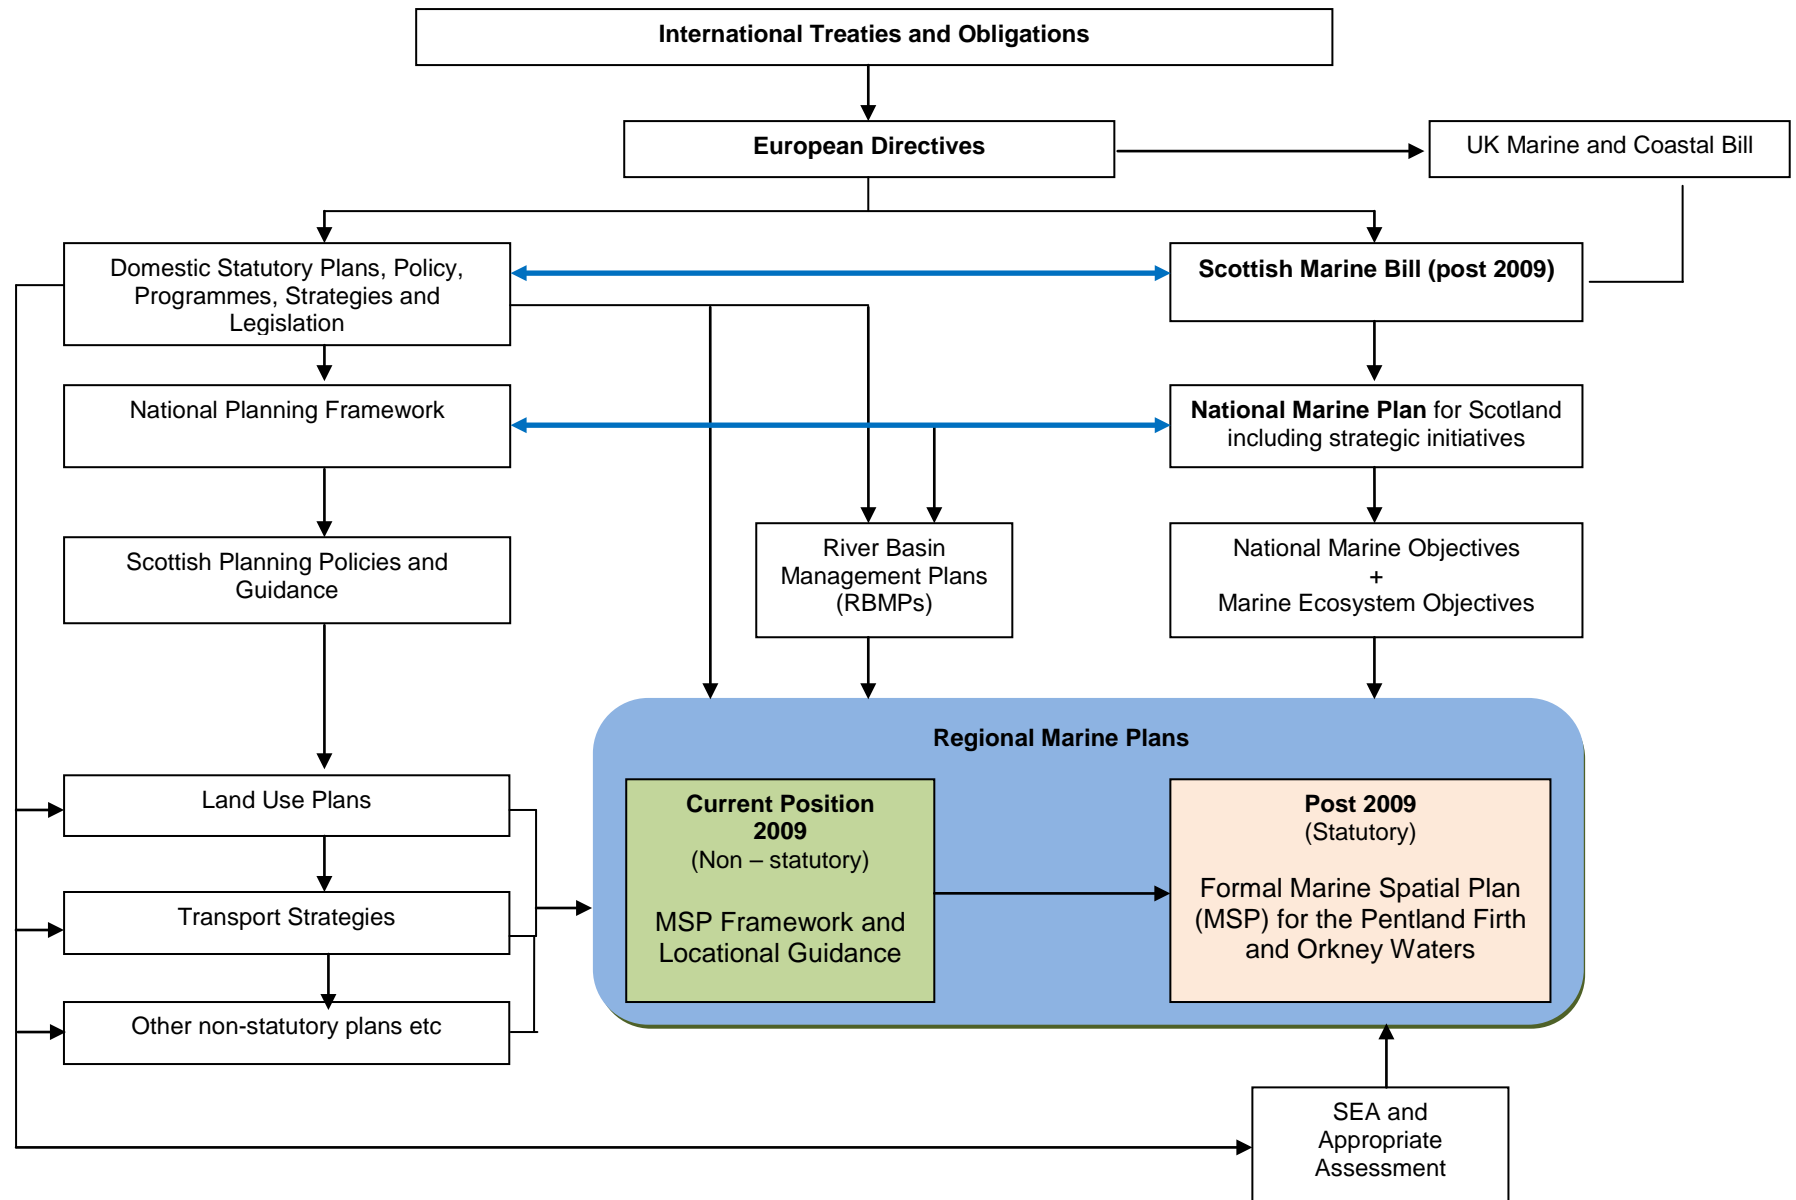 International Treaties and Obligations
European Directives
UK Marine and Coastal Bill
Domestic Statutory Plans, Policy,
Programmes, Strategies and
Legislation
Scottish Marine Bill (post 2009)
National Planning Framework
National Marine Plan for Scotland
including strategic initiatives
Scottish Planning Policies and
Guidance
River Basin
Management Plans
(RBMPs)
National Marine Objectives
+
Marine Ecosystem Objectives
Regional Marine Plans
Land Use Plans
Transport Strategies
Other non-statutory plans etc
Current Position
2009
(Non – statutory)
MSP Framework and
Locational Guidance
Post 2009
(Statutory)
Formal Marine Spatial Plan
(MSP) for the Pentland Firth
and Orkney Waters
SEA and
Appropriate
Assessment